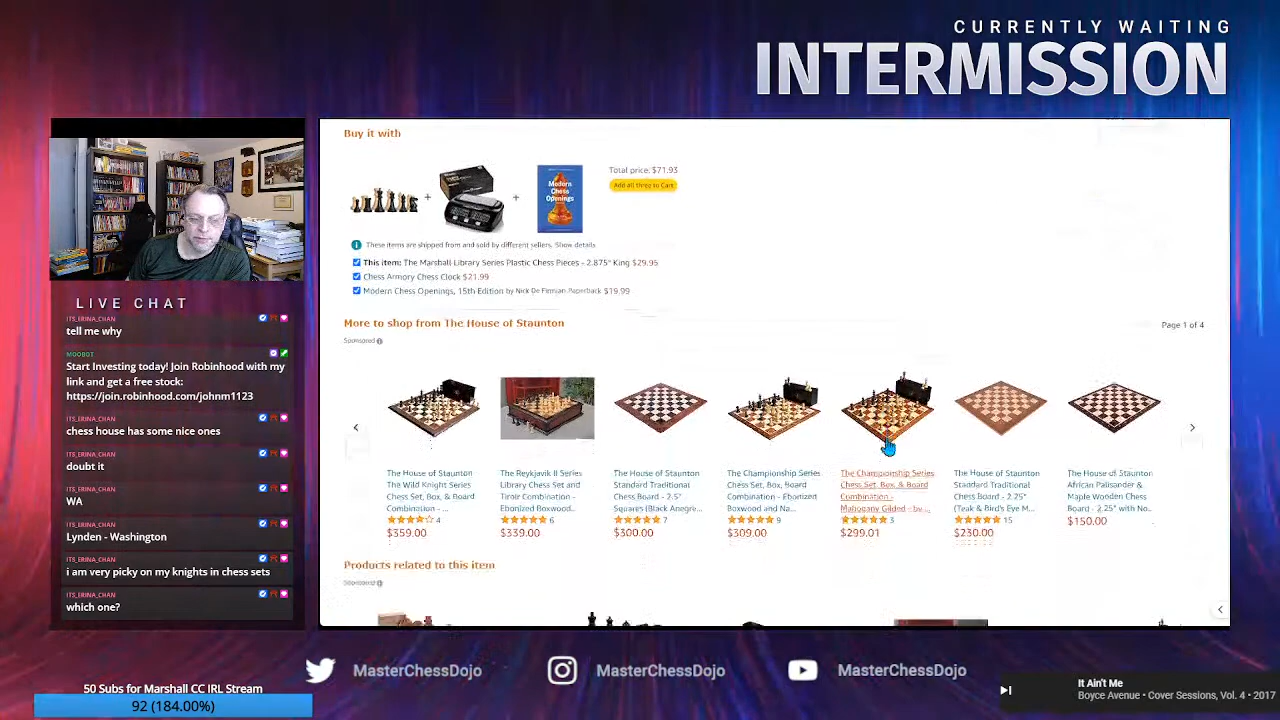 CURRENTLY WAITING
INTERMISSION
Buy it with
Total price: $71.93
Add all three to Cart
Modern
Chess
Openings
These items are shipped from and sold by different sellers. Show details
This item: The Marshall Library Series Plastic Chess Pieces - 2.875" King $29.95
Chess Armory Chess Clock $21.99
Modern Chess Openings, 15th Edition by Nick De Firmian Paperback $19.99
More to shop from The House of Staunton
Page 1 of 4
Sponsored
The House of Staunton
The Wild Knight Series
Chess Set, Box, & Board
Combination - ...
4
$359.00
The Reykjavik II Series
Library Chess Set and
Timor Combination -
Ebonized Boxwood...
6
$339.00
The House of Staunton
Standard Traditional
Chess Board - 2.5"
Squares (Black Anegre...
7
$300.00
The Championship Series
Chess Set, Box, & Board
Combination - Ebonized
Boxwood and Na...
9
$309.00
The Championship Series
Chess Set, Box, & Board
Combination -
Mahogany Gilded - by...
3
$299.01
The House of Staunton
Standard Traditional
Chess Board - 2.25"
(Teak & Bird's Eye M...
15
$230.00
The House of Staunton
African Palisander &
Maple Wooden Chess
Board - 2.25" with No...
$150.00
Products related to this item
Sponsored
LIVE CHAT
ITS_ERINA_CHAN
tell me why
MOOBOT
Start Investing today! Join Robinhood with my
link and get a free stock:
https://join.robinhood.com/johnm1123
ITS_ERINA_CHAN
chess house has some nice ones
ITS_ERINA_CHAN
doubt it
ITS_ERINA_CHAN
WA
ITS_ERINA_CHAN
Lynden - Washington
ITS_ERINA_CHAN
i am very picky on my knights in chess sets
ITS_ERINA_CHAN
which one?
MasterChessDojo
MasterChessDojo
MasterChessDojo
50 Subs for Marshall CC IRL Stream
92 (184.00%)
It Ain't Me
Boyce Avenue • Cover Sessions, Vol. 4 • 2017